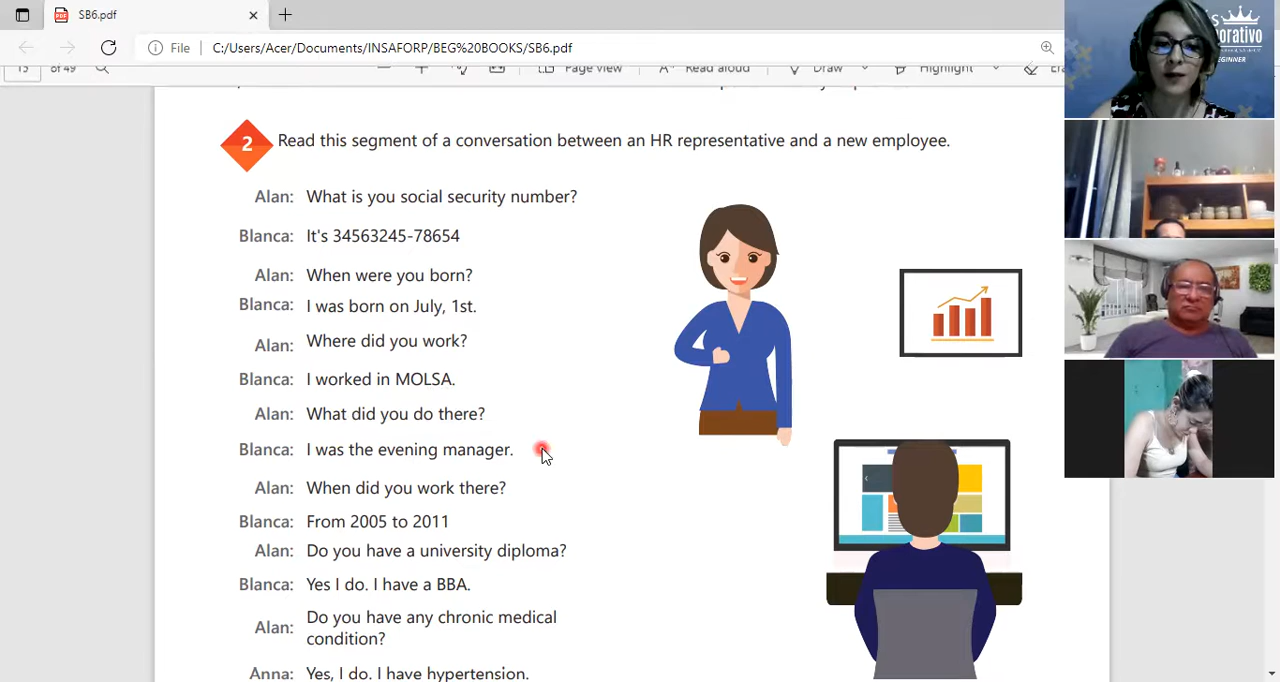 SB6.pdf
File C:/Users/Acer/Documents/INSAFORP/BEG%20BOOKS/SB6.pdf
of 49 Page view Read aloud Draw Highlight
orativo
EGINNER
2 Read this segment of a conversation between an HR representative and a new employee.
Alan: What is you social security number?
Blanca: It's 34563245-78654
Alan: When were you born?
Blanca: I was born on July, 1st.
Alan: Where did you work?
Blanca: I worked in MOLSA.
Alan: What did you do there?
Blanca: I was the evening manager.
Alan: When did you work there?
Blanca: From 2005 to 2011
Alan: Do you have a university diploma?
Blanca: Yes I do. I have a BBA.
Alan: Do you have any chronic medical
condition?
Anna: Yes, I do. I have hypertension.